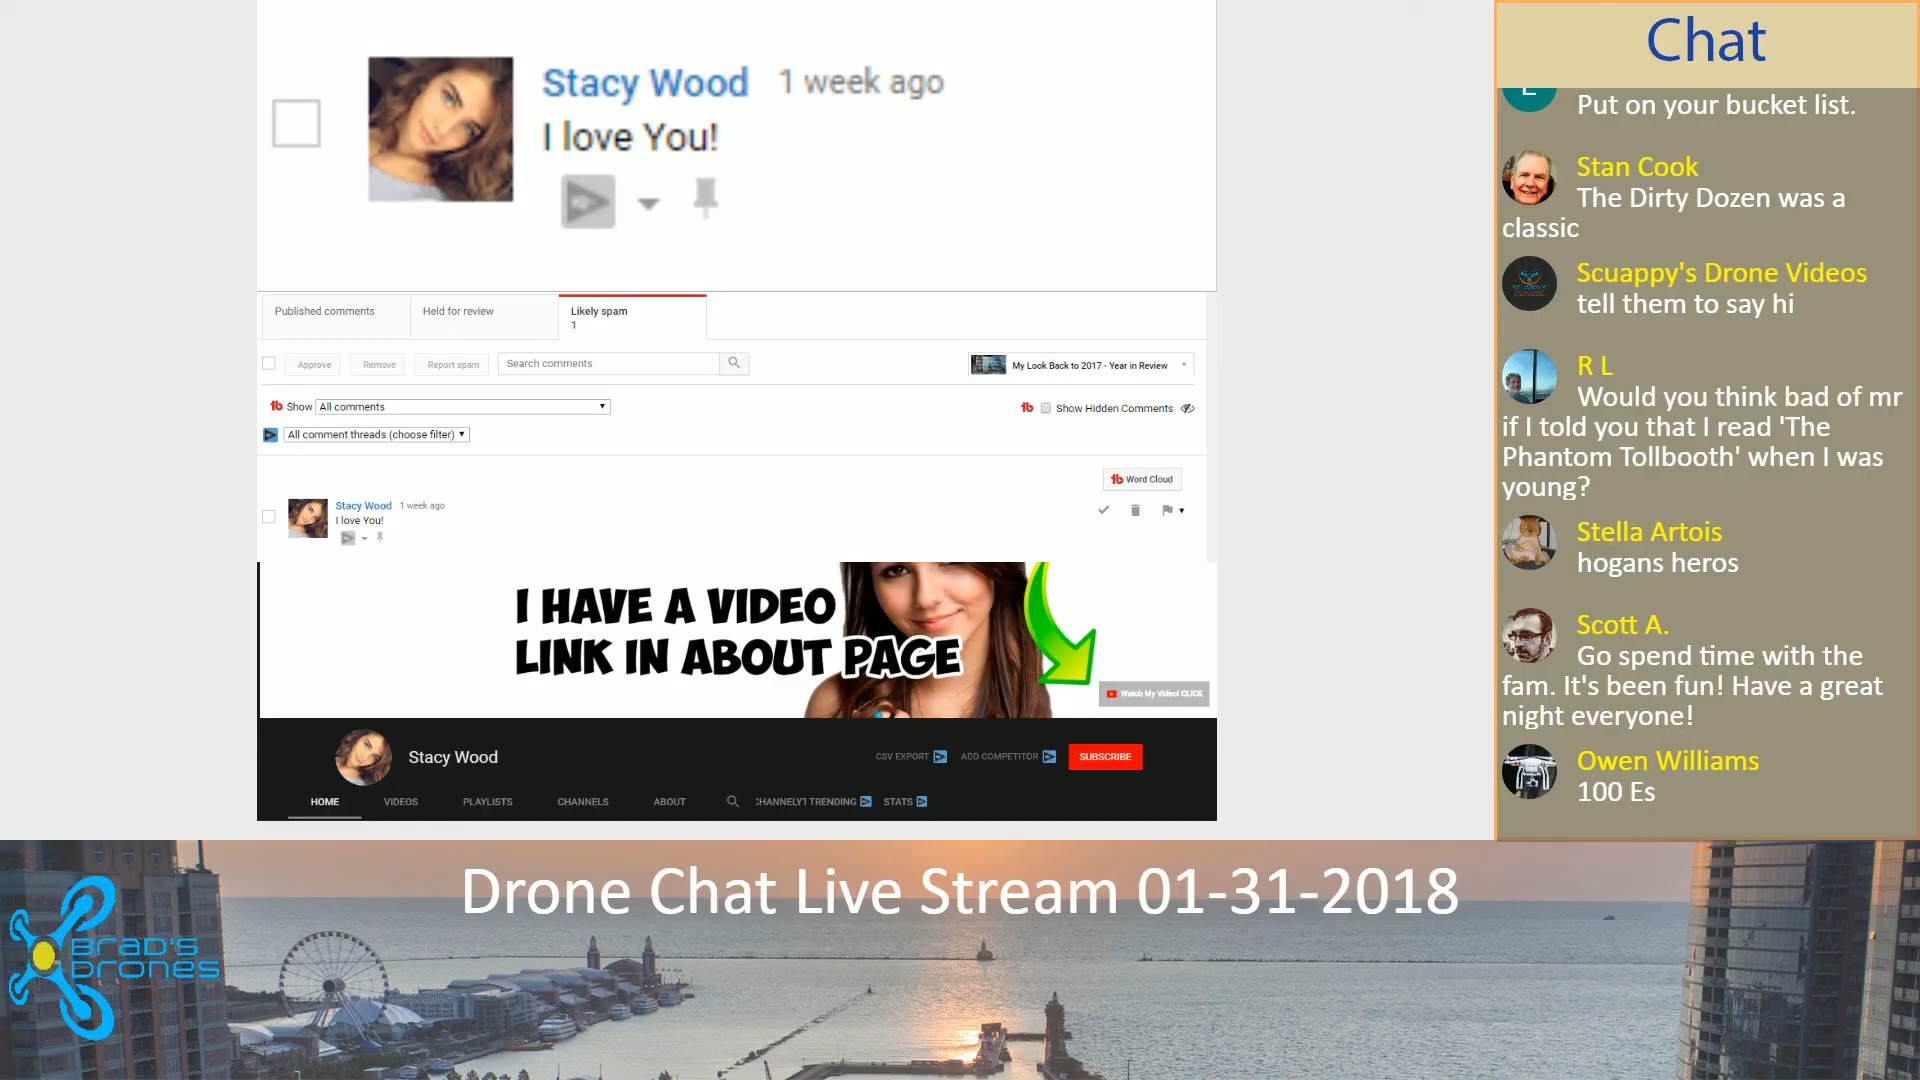 Stacy Wood 1 week ago
I love You!
Published comments
Held for review
Likely spam
1
Approve
Remove
Report spam
Search comments
My Look Back to 2017 - Year in Review
Show All comments
Show Hidden Comments
All comment threads (choose filter)
Word Cloud
Stacy Wood 1 week ago
I love You!
I HAVE A VIDEO
LINK IN ABOUT PAGE
Watch My Video! CLICK
Stacy Wood
CSV EXPORT
ADD COMPETITOR
SUBSCRIBE
HOME
VIDEOS
PLAYLISTS
CHANNELS
ABOUT
TRENDING
STATS
Chat
Put on your bucket list.
Stan Cook
The Dirty Dozen was a
classic
Scuappy's Drone Videos
tell them to say hi
R L
Would you think bad of mr
if I told you that I read 'The
Phantom Tollbooth' when I was
young?
Stella Artois
hogans heros
Scott A.
Go spend time with the
fam. It's been fun! Have a great
night everyone!
Owen Williams
100 Es
Drone Chat Live Stream 01-31-2018
BRAD'S
DRONES